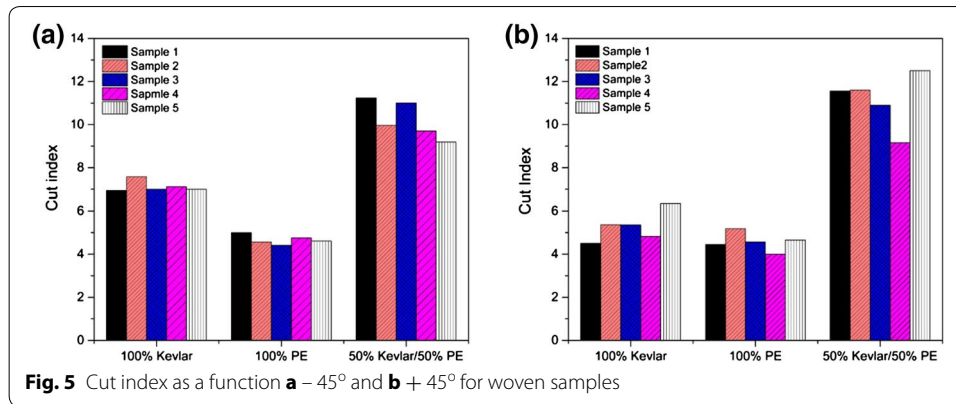 (a)
14
12
10
8
6
4
2
0
Cut index
Sample 1
Sample 2
Sample 3
Sapmle 4
Sample 5
100% Kevlar
100% PE
50% Kevlar/50% PE
(b)
14
12
10
8
6
4
2
0
Cut Index
Sample 1
Sample2
Sample 3
Sample 4
Sample 5
100% Kevlar
100% PE
50% Kevlar/50% PE
Fig. 5 Cut index as a function a – 45° and b + 45° for woven samples